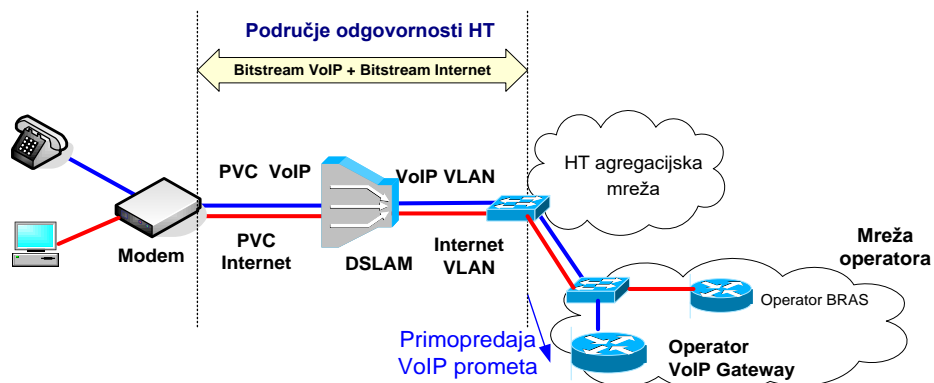 Područje odgovornosti HT
Bitstream VoIP + Bitstream Internet
HT agregacijska
mreža
PVC VoIP
VoIP VLAN
Modem
PVC
Internet
DSLAM
Internet
VLAN
Mreža
operatora
Operator BRAS
Primopredaja
VoIP prometa
Operator
VoIP Gateway